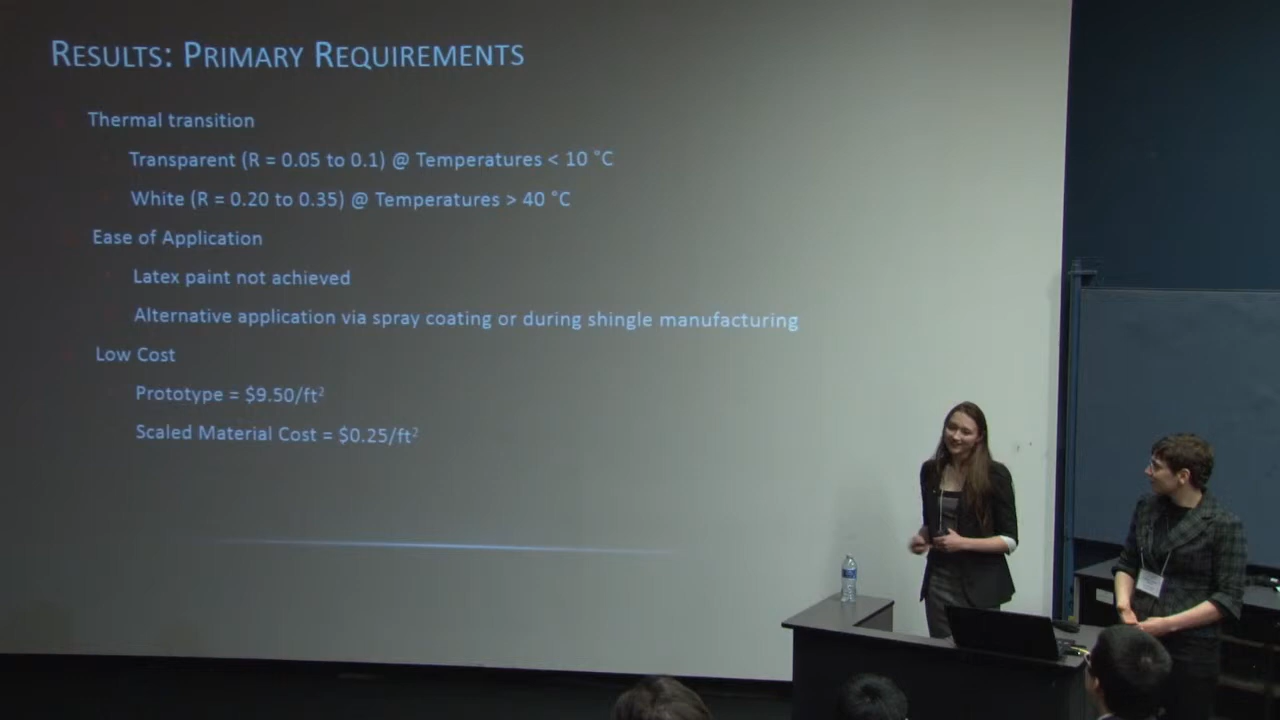 Results: Primary Requirements
Thermal transition
Transparent (R = 0.05 to 0.1) @ Temperatures < 10 °C
White (R = 0.20 to 0.35) @ Temperatures > 40 °C
Ease of Application
Latex paint not achieved
Alternative application via spray coating or during shingle manufacturing
Low Cost
Prototype = $9.50/ft²
Scaled Material Cost = $0.25/ft²